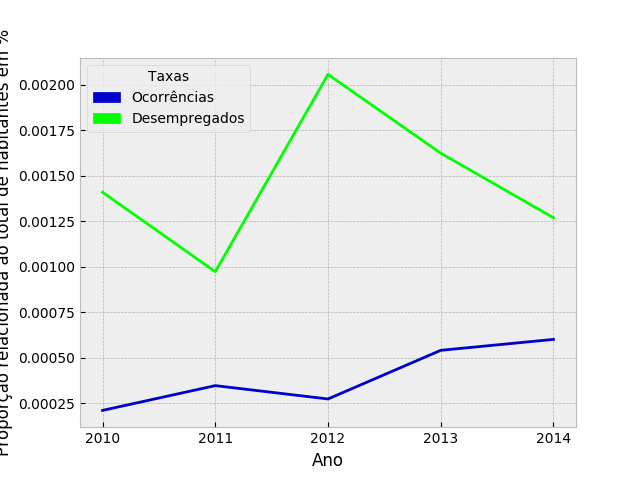 Proporção relacionada ao total de habitantes em %
Taxas
Ocorrências
Desempregados
0.00200
0.00175
0.00150
0.00125
0.00100
0.00075
0.00050
0.00025
2010 2011 2012 2013 2014
Ano